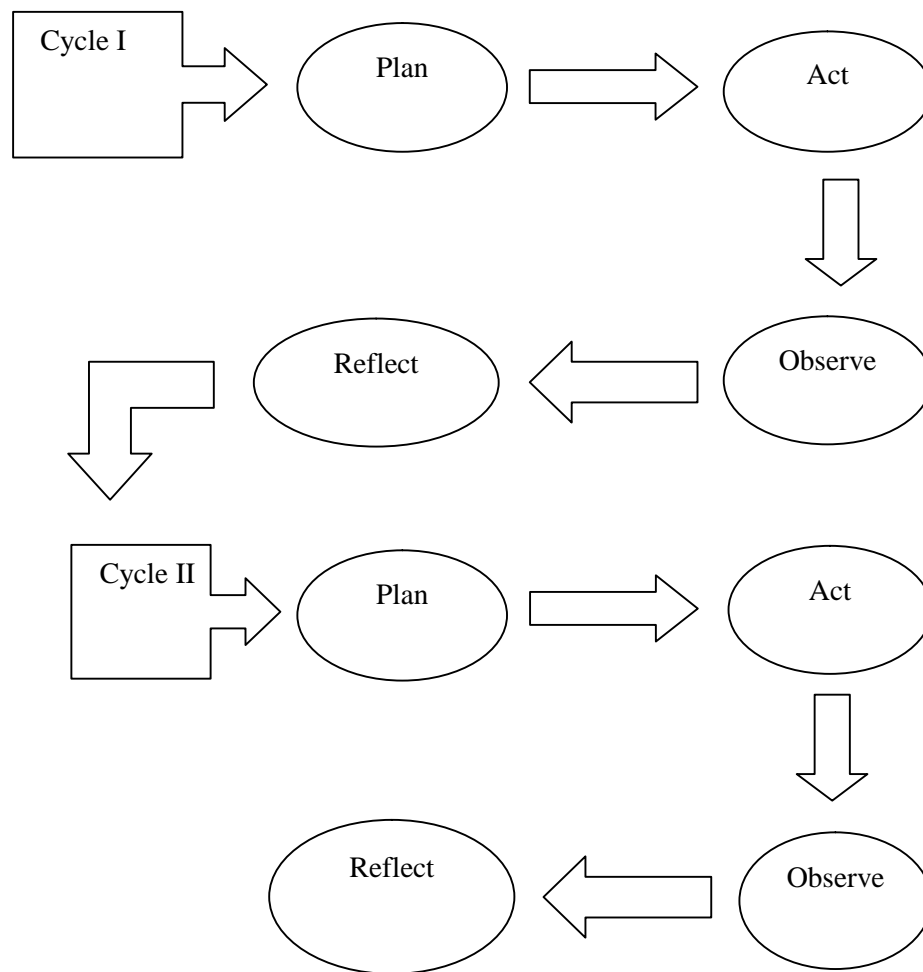 Cycle I
Plan
Act
Observe
Reflect
Cycle II
Plan
Act
Observe
Reflect